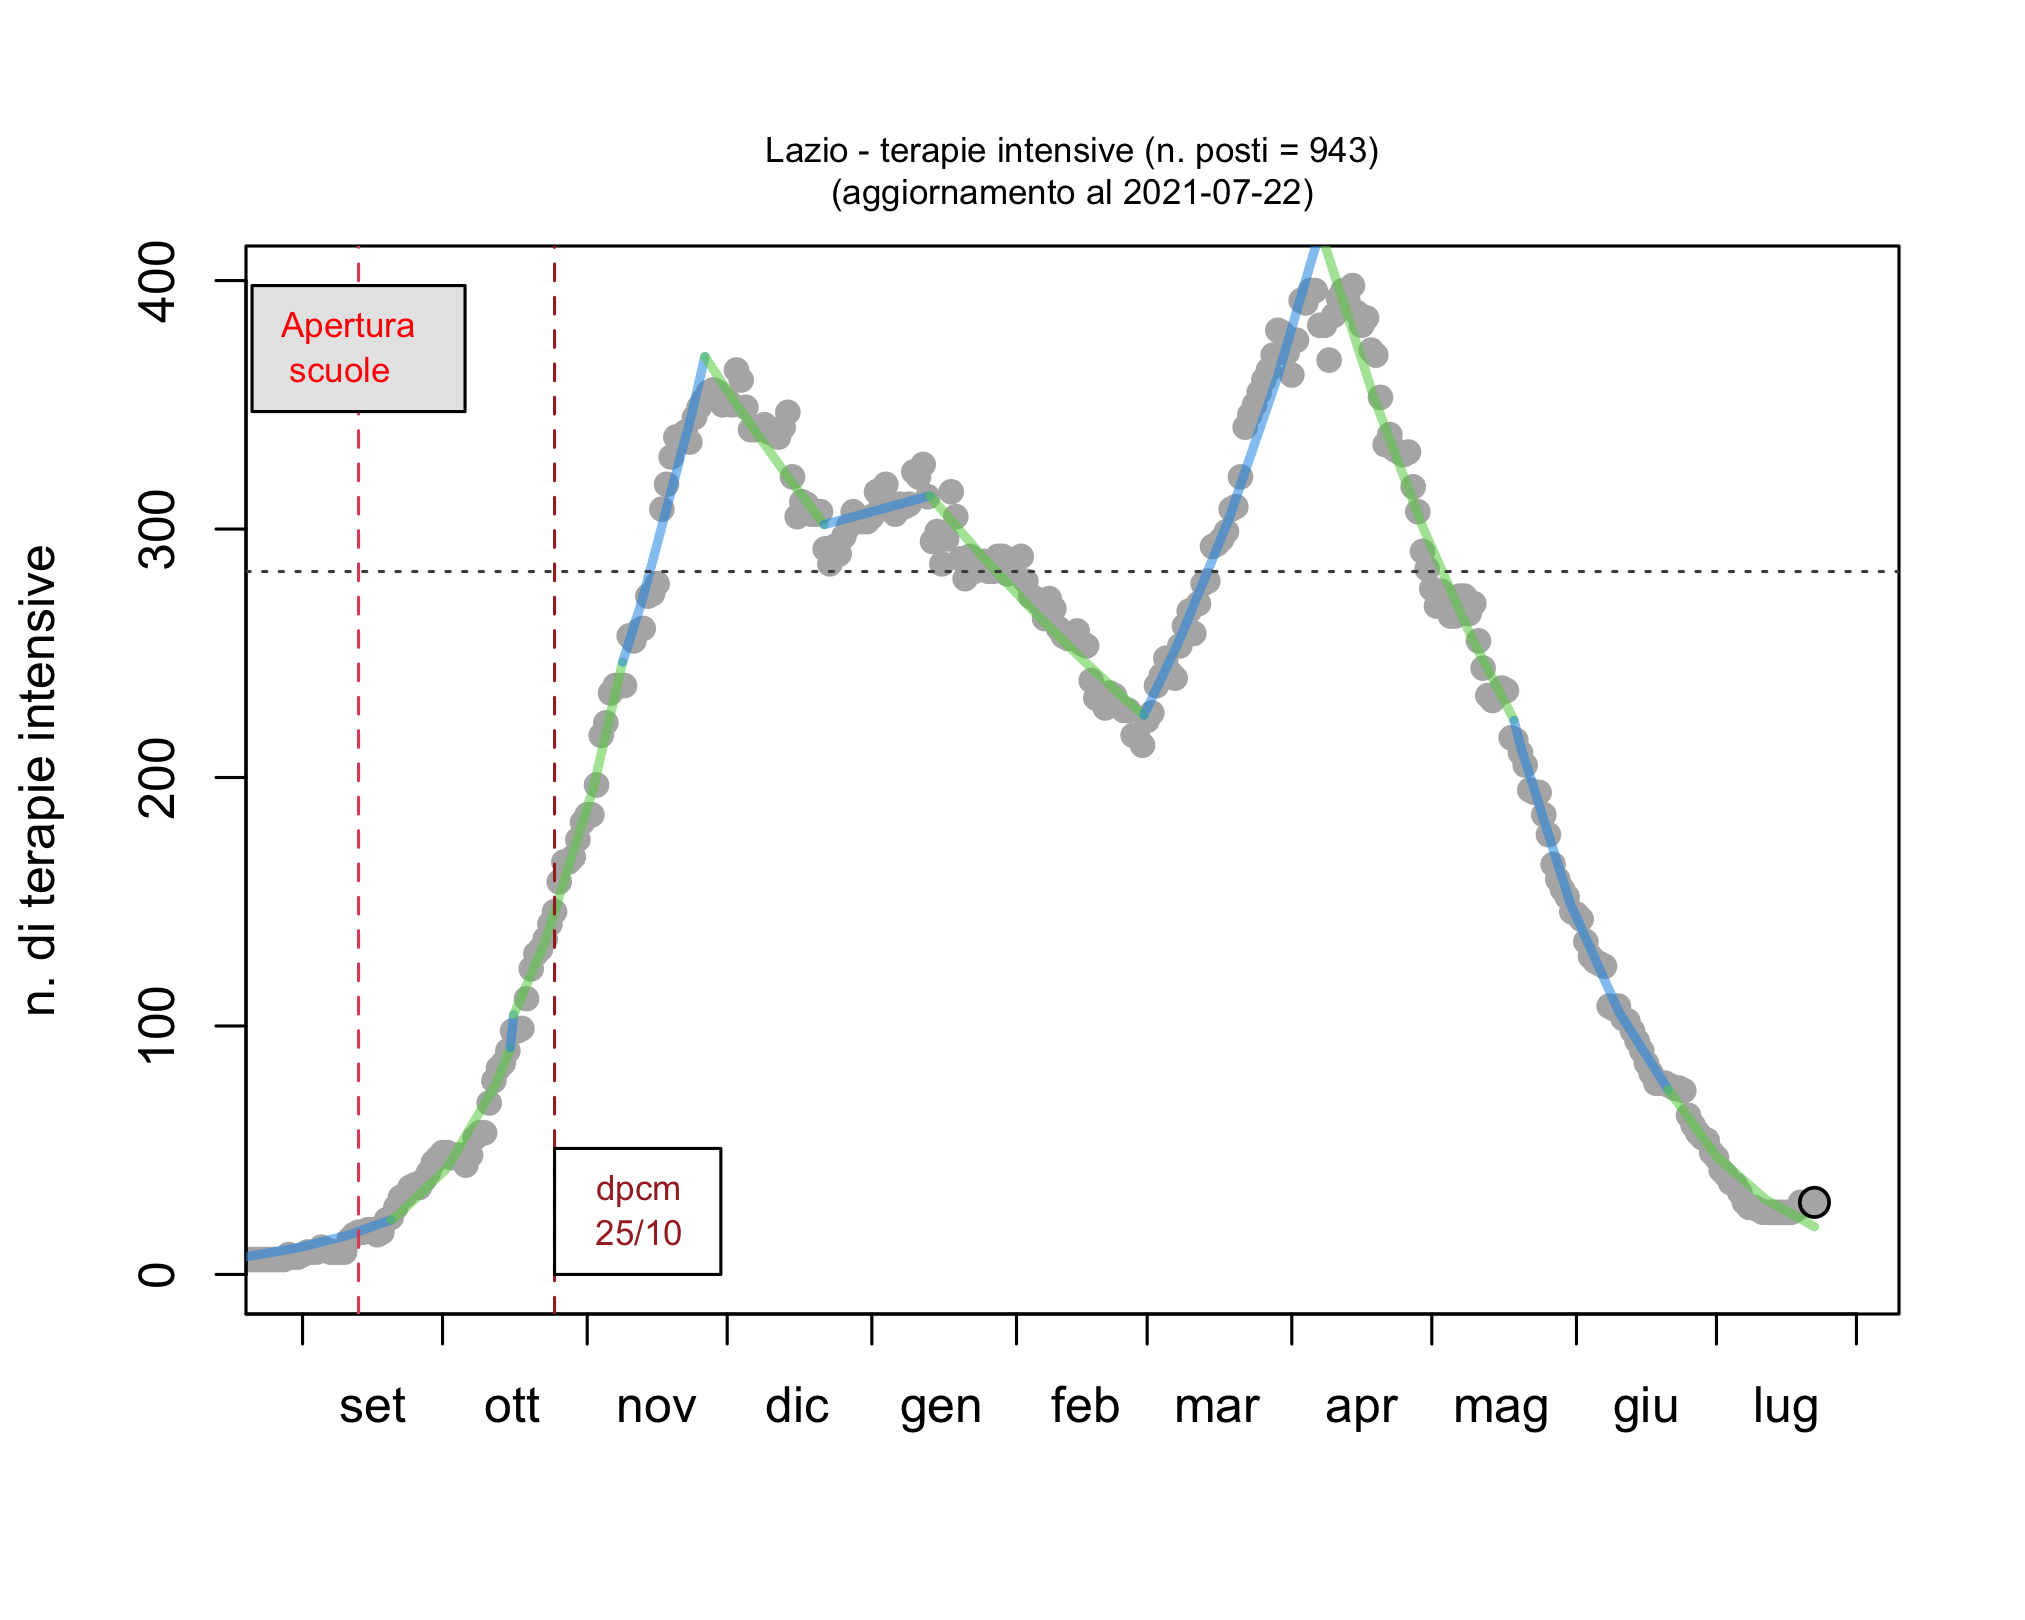 Lazio - terapie intensive (n. posti = 943)
(aggiornamento al 2021-07-22)
n. di terapie intensive
400
300
200
100
0
Apertura
scuole
dpcm
25/10
set ott nov dic gen feb mar apr mag giu lug